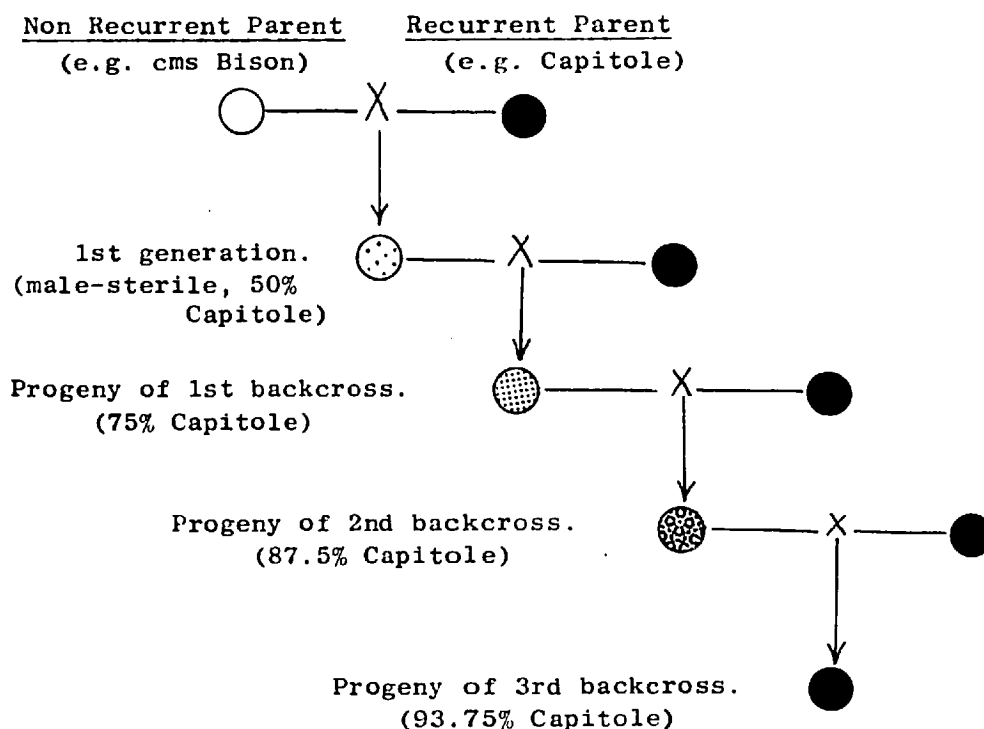 Non Recurrent Parent
(e.g. cms Bison)
Recurrent Parent
(e.g. Capitole)
X
1st generation.
(male-sterile, 50%
Capitole)
X
Progeny of 1st backcross.
(75% Capitole)
X
Progeny of 2nd backcross.
(87.5% Capitole)
X
Progeny of 3rd backcross.
(93.75% Capitole)